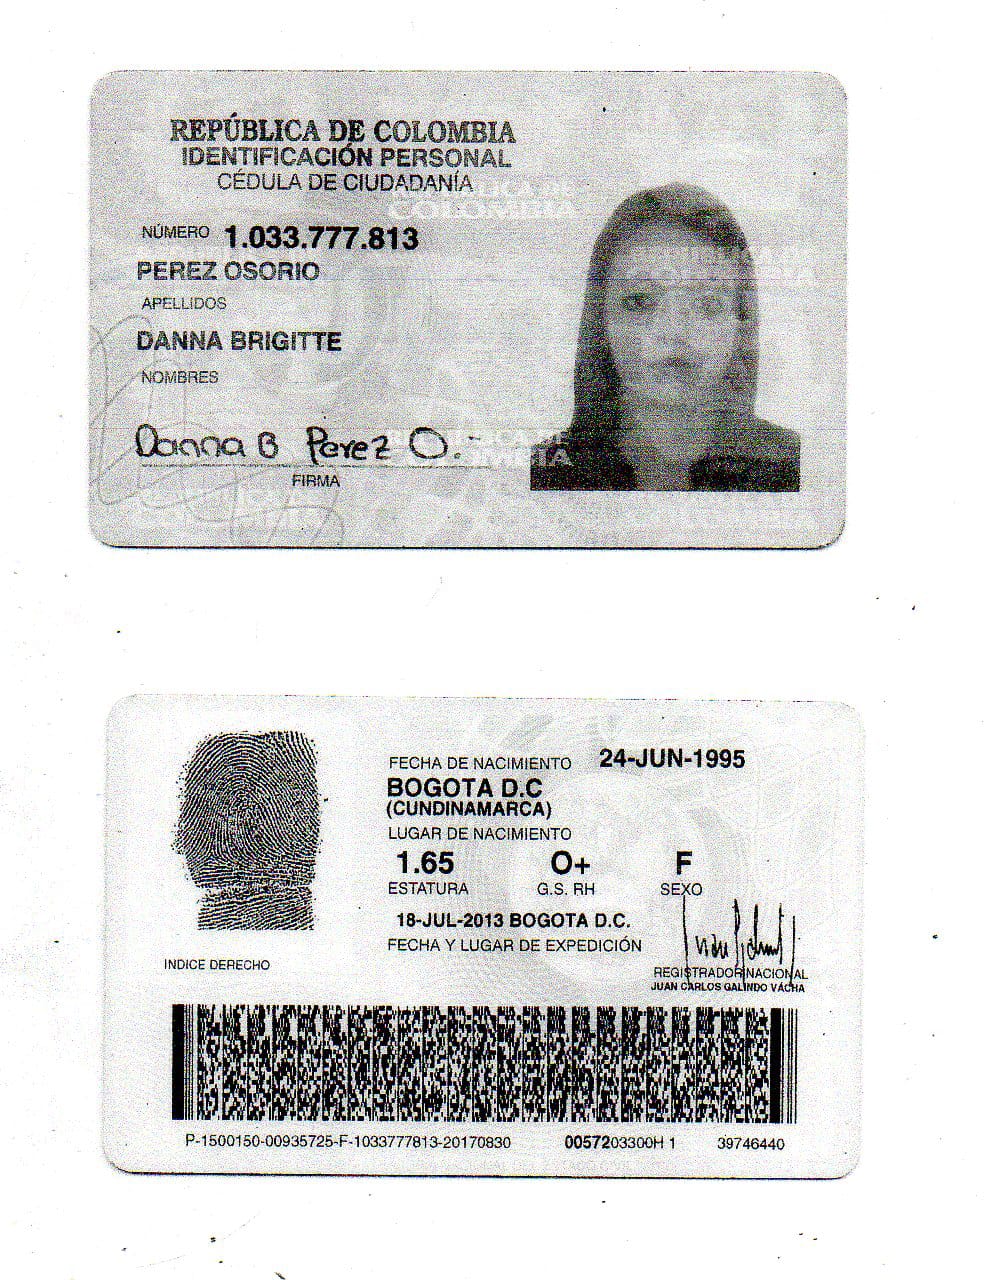 REPÚBLICA DE COLOMBIA
IDENTIFICACIÓN PERSONAL
CÉDULA DE CIUDADANÍA
NÚMERO 1.033.777.813
PEREZ OSORIO
APELLIDOS
DANNA BRIGITTE
NOMBRES
Danna B Perez O.
FIRMA
FECHA DE NACIMIENTO 24-JUN-1995
BOGOTA D.C
(CUNDINAMARCA)
LUGAR DE NACIMIENTO
1.65 O+ F
ESTATURA G.S. RH SEXO
18-JUL-2013 BOGOTA D.C.
FECHA Y LUGAR DE EXPEDICIÓN
INDICE DERECHO
REGISTRADOR NACIONAL
JUAN CARLOS GALINDO VÁCHA
P-1500150-00935725-F-1033777813-20170830 0057203300H 1 39746440